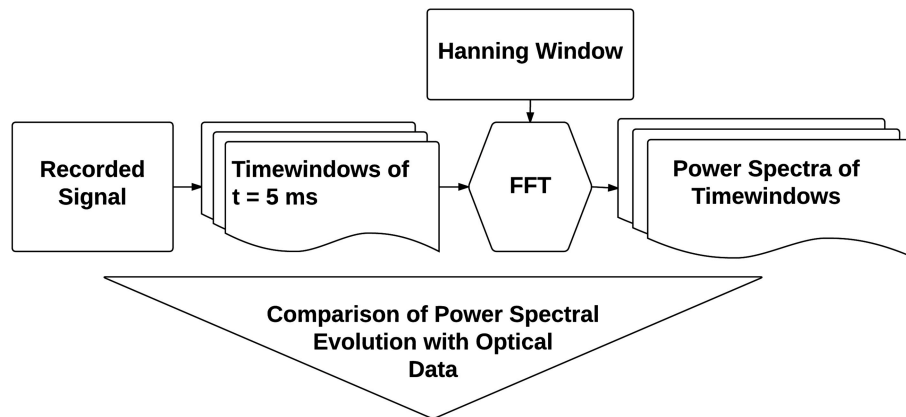 Hanning Window
Recorded
Signal
Timewindows of
t = 5 ms
FFT
Power Spectra of
Timewindows
Comparison of Power Spectral
Evolution with Optical
Data